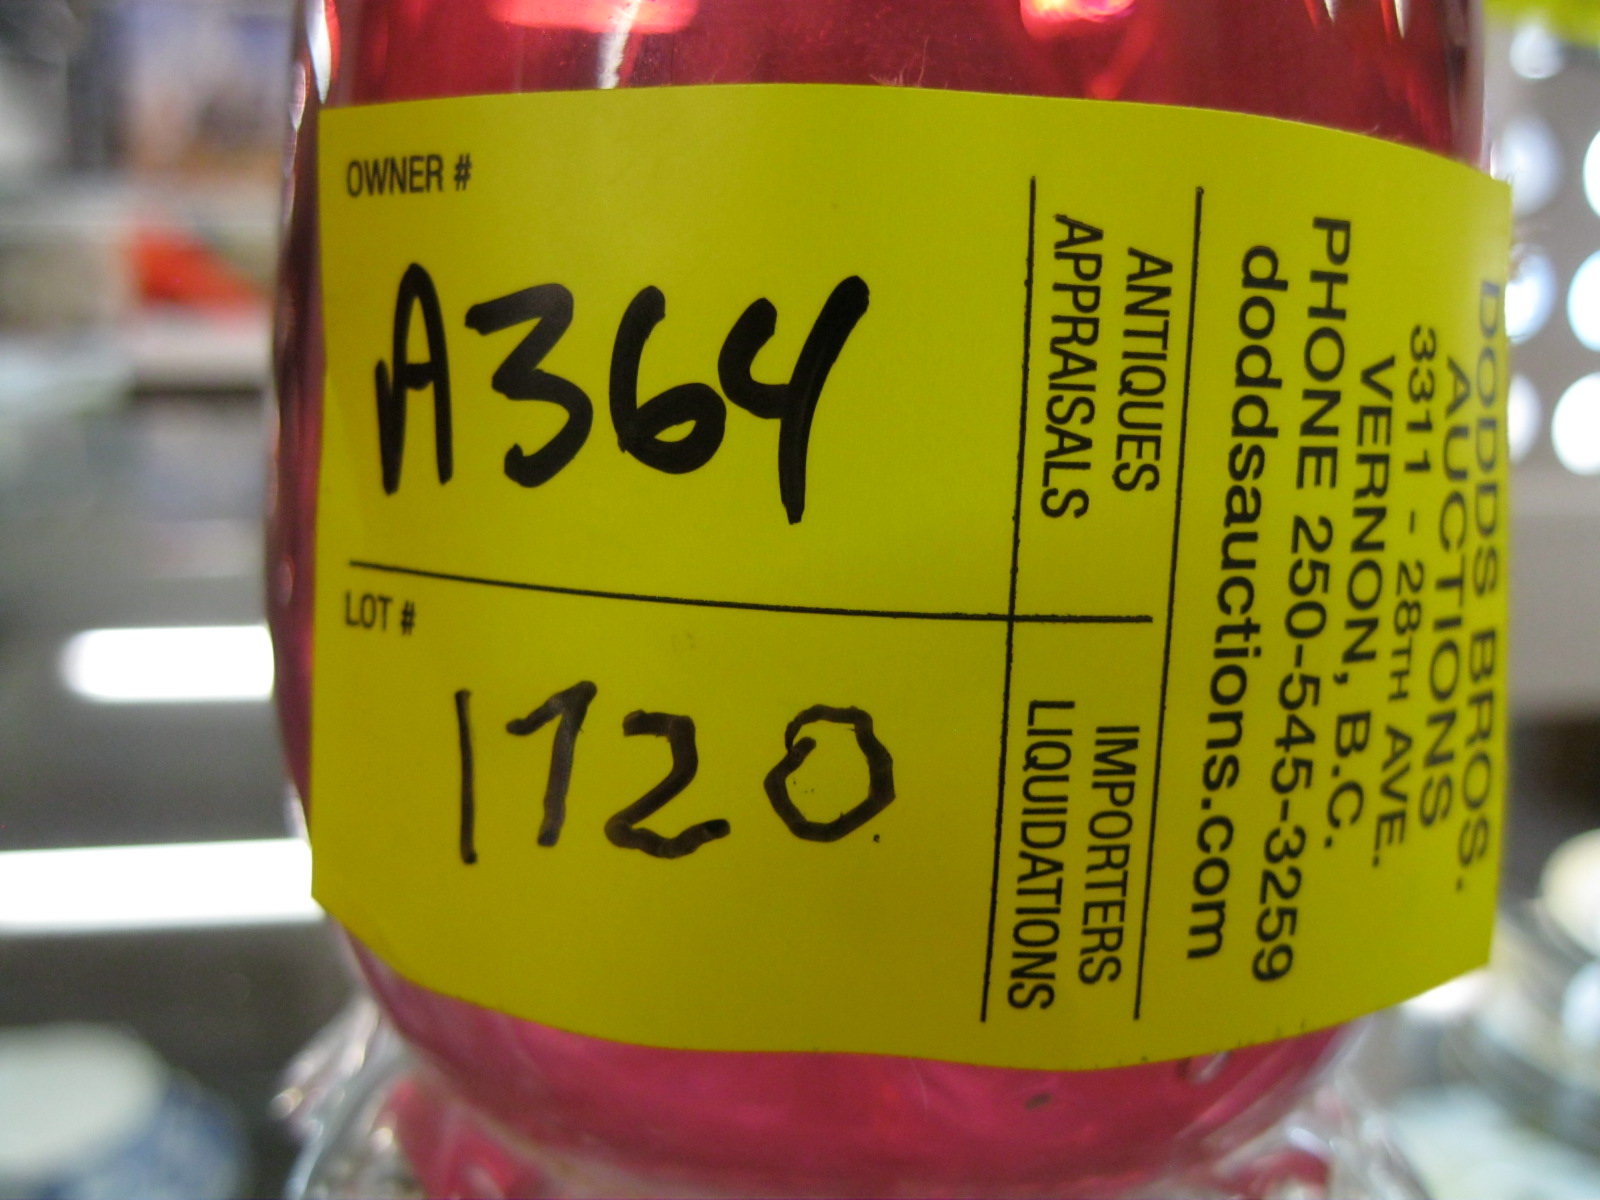 OWNER #
A364
LOT #
1720
ANTIQUES
APPRAISALS
IMPORTERS
LIQUIDATIONS
DODDS BROS.
AUCTIONS
3311 - 28TH AVE.
VERNON, B.C.
PHONE 250-545-3259
doddsauctions.com